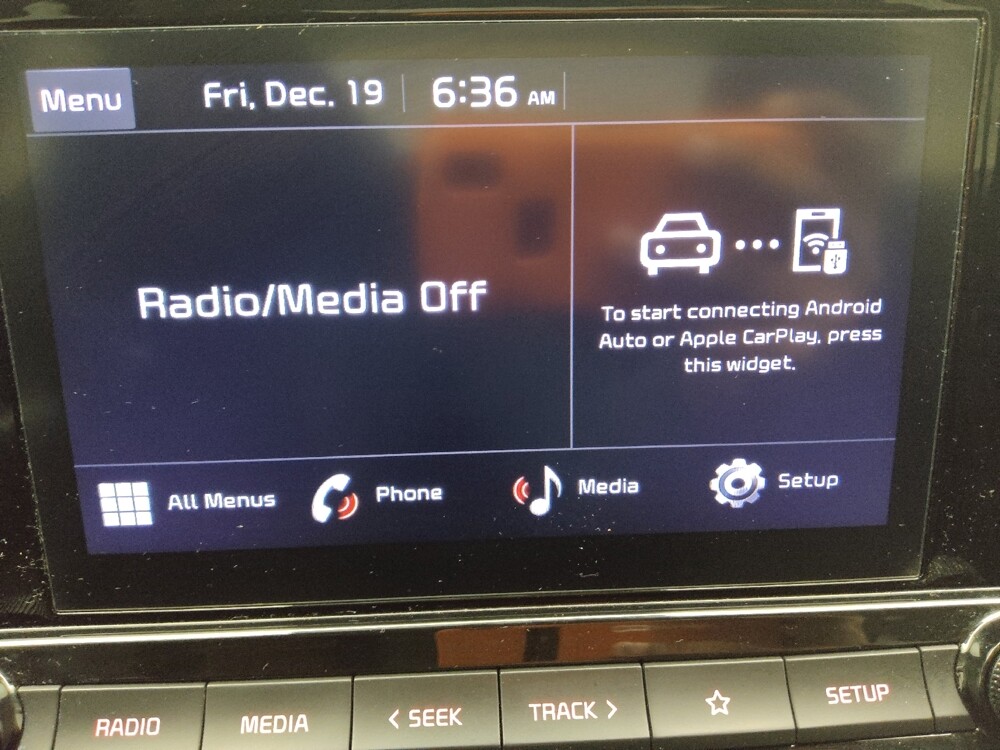 Menu
Fri, Dec. 19
6:36 AM
Radio/Media Off
To start connecting Android
Auto or Apple CarPlay, press
this widget.
All Menus
Phone
Media
Setup
RADIO
MEDIA
< SEEK
TRACK >
SETUP